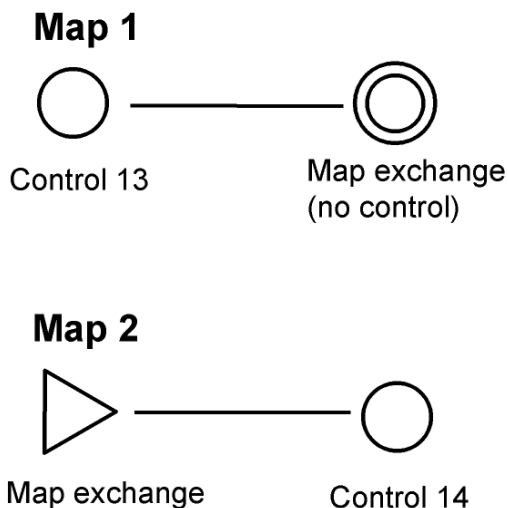 Map 1
Control 13
Map exchange
(no control)
Map 2
Map exchange
Control 14